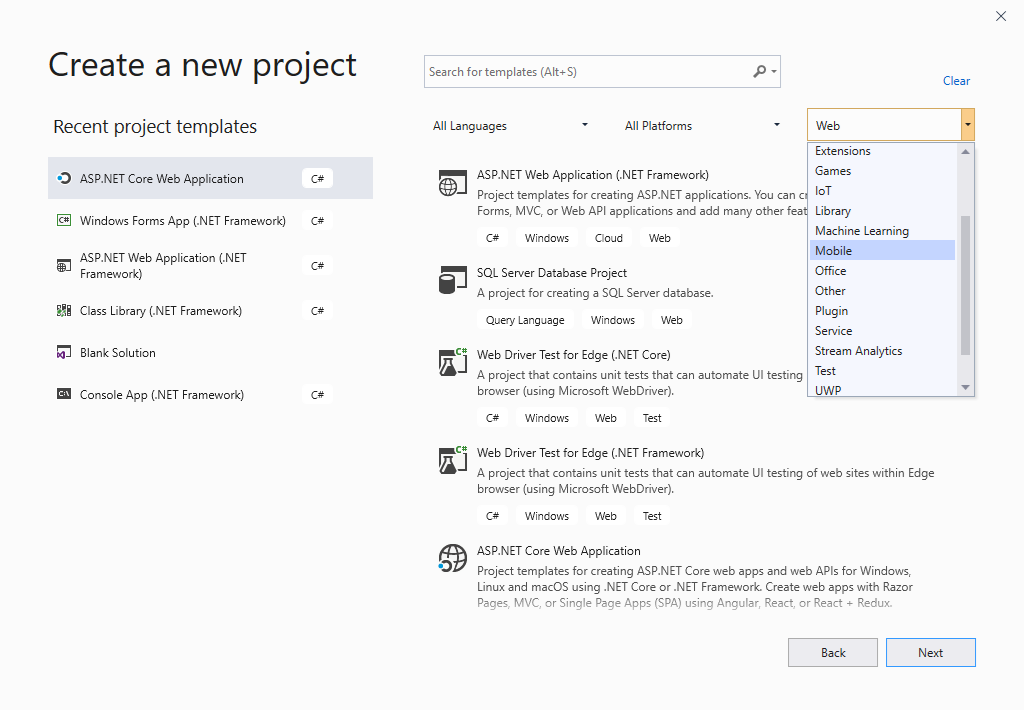 Create a new project
Search for templates (Alt+S)
Clear
Recent project templates
All Languages
All Platforms
Web
ASP.NET Core Web Application
C#
Windows Forms App (.NET Framework)
C#
ASP.NET Web Application (.NET
Framework)
C#
Class Library (.NET Framework)
C#
Blank Solution
Console App (.NET Framework)
C#
ASP.NET Web Application (.NET Framework)
Project templates for creating ASP.NET applications. You can cr
Forms, MVC, or Web API applications and add many other feat
C# Windows Cloud Web
SQL Server Database Project
A project for creating a SQL Server database.
Query Language Windows Web
Web Driver Test for Edge (.NET Core)
A project that contains unit tests that can automate UI testing
browser (using Microsoft WebDriver).
C# Windows Web Test
Web Driver Test for Edge (.NET Framework)
A project that contains unit tests that can automate UI testing of web sites within Edge
browser (using Microsoft WebDriver).
C# Windows Web Test
ASP.NET Core Web Application
Project templates for creating ASP.NET Core web apps and web APIs for Windows,
Linux and macOS using .NET Core or .NET Framework. Create web apps with Razor
Pages, MVC, or Single Page Apps (SPA) using Angular, React, or React + Redux.
Extensions
Games
IoT
Library
Machine Learning
Mobile
Office
Other
Plugin
Service
Stream Analytics
Test
UWP
Back
Next